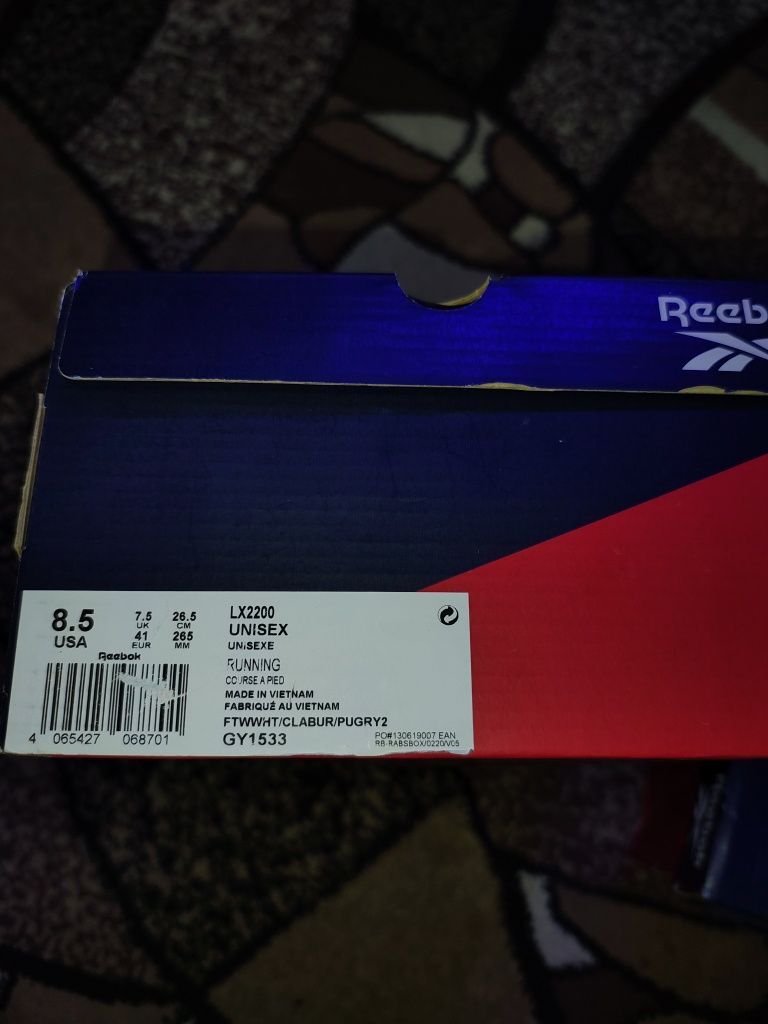 Reeb
8.5
USA
7.5
UK
41
EUR
26.5
CM
265
MM
Reebok
4 065427 068701
LX2200
UNISEX
UNISEXE
RUNNING
COURSE A PIED
MADE IN VIETNAM
FABRIQUÉ AU VIETNAM
FTWWHT/CLABUR/PUGRY2
GY1533
PO#130619007 EAN
RB-RABSBOX/0220/V05